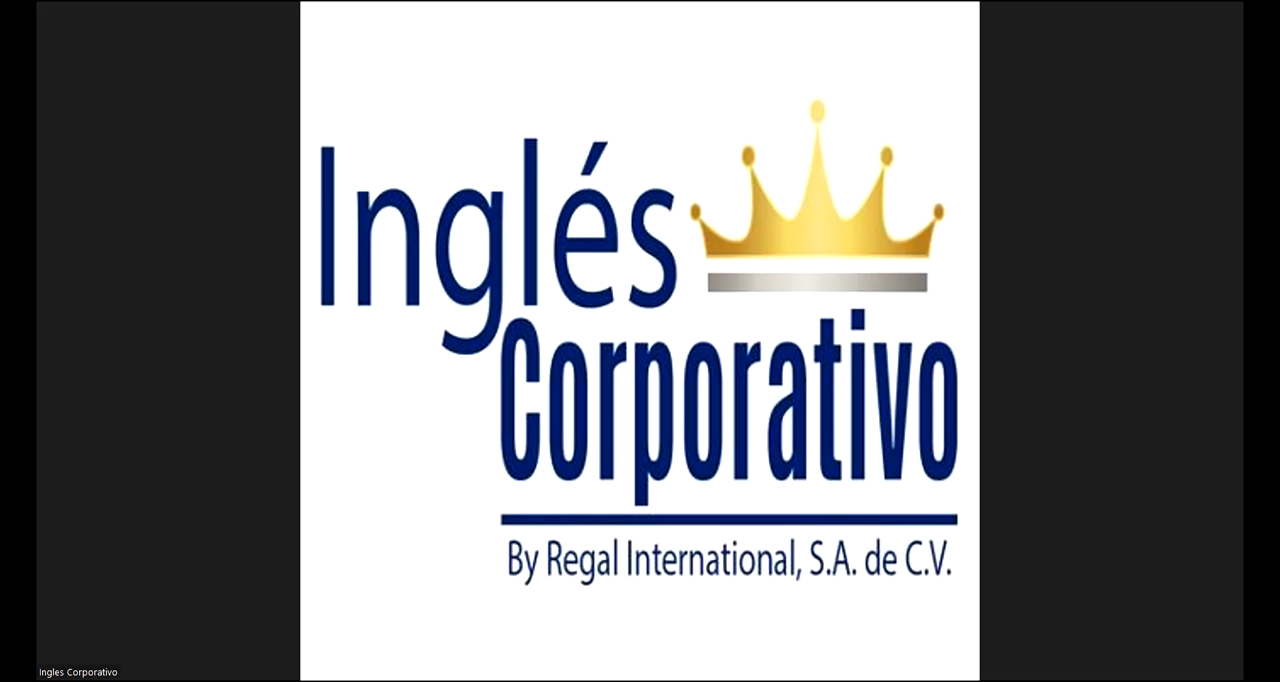 Inglés
Corporativo
By Regal International, S.A. de C.V.
Ingles Corporativo